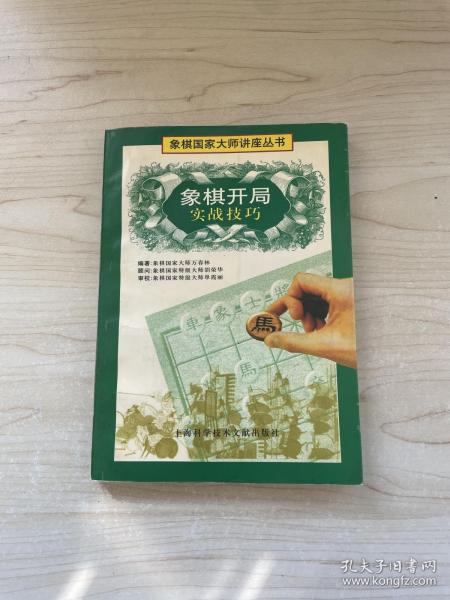 象棋国家大师讲座丛书
象棋开局
实战技巧
编著:象棋国家大师万春林
顾问:象棋国家特级大师胡荣华
审校:象棋国家特级大师单霞丽
車象士將
馬
上海科学技术文献出版社
孔夫子旧书网
www.kongfz.com